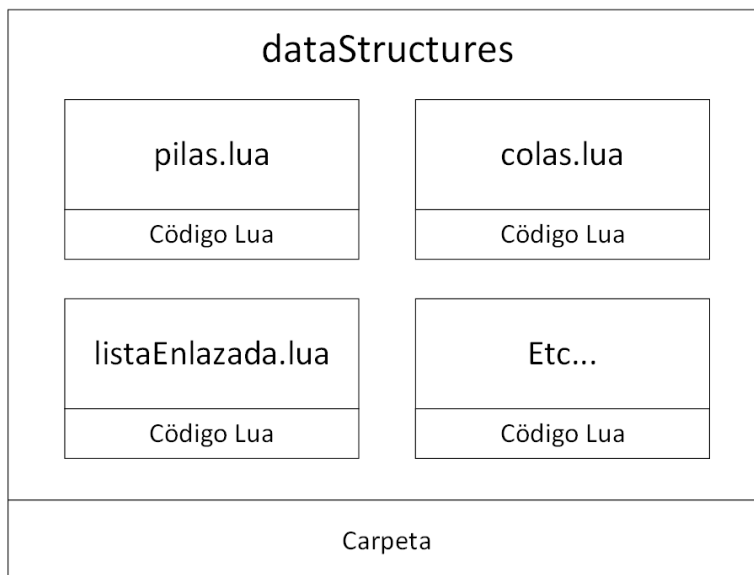 dataStructures
pilas.lua
colas.lua
Cödigo Lua
Cödigo Lua
listaEnlazada.lua
Etc...
Cödigo Lua
Cödigo Lua
Carpeta